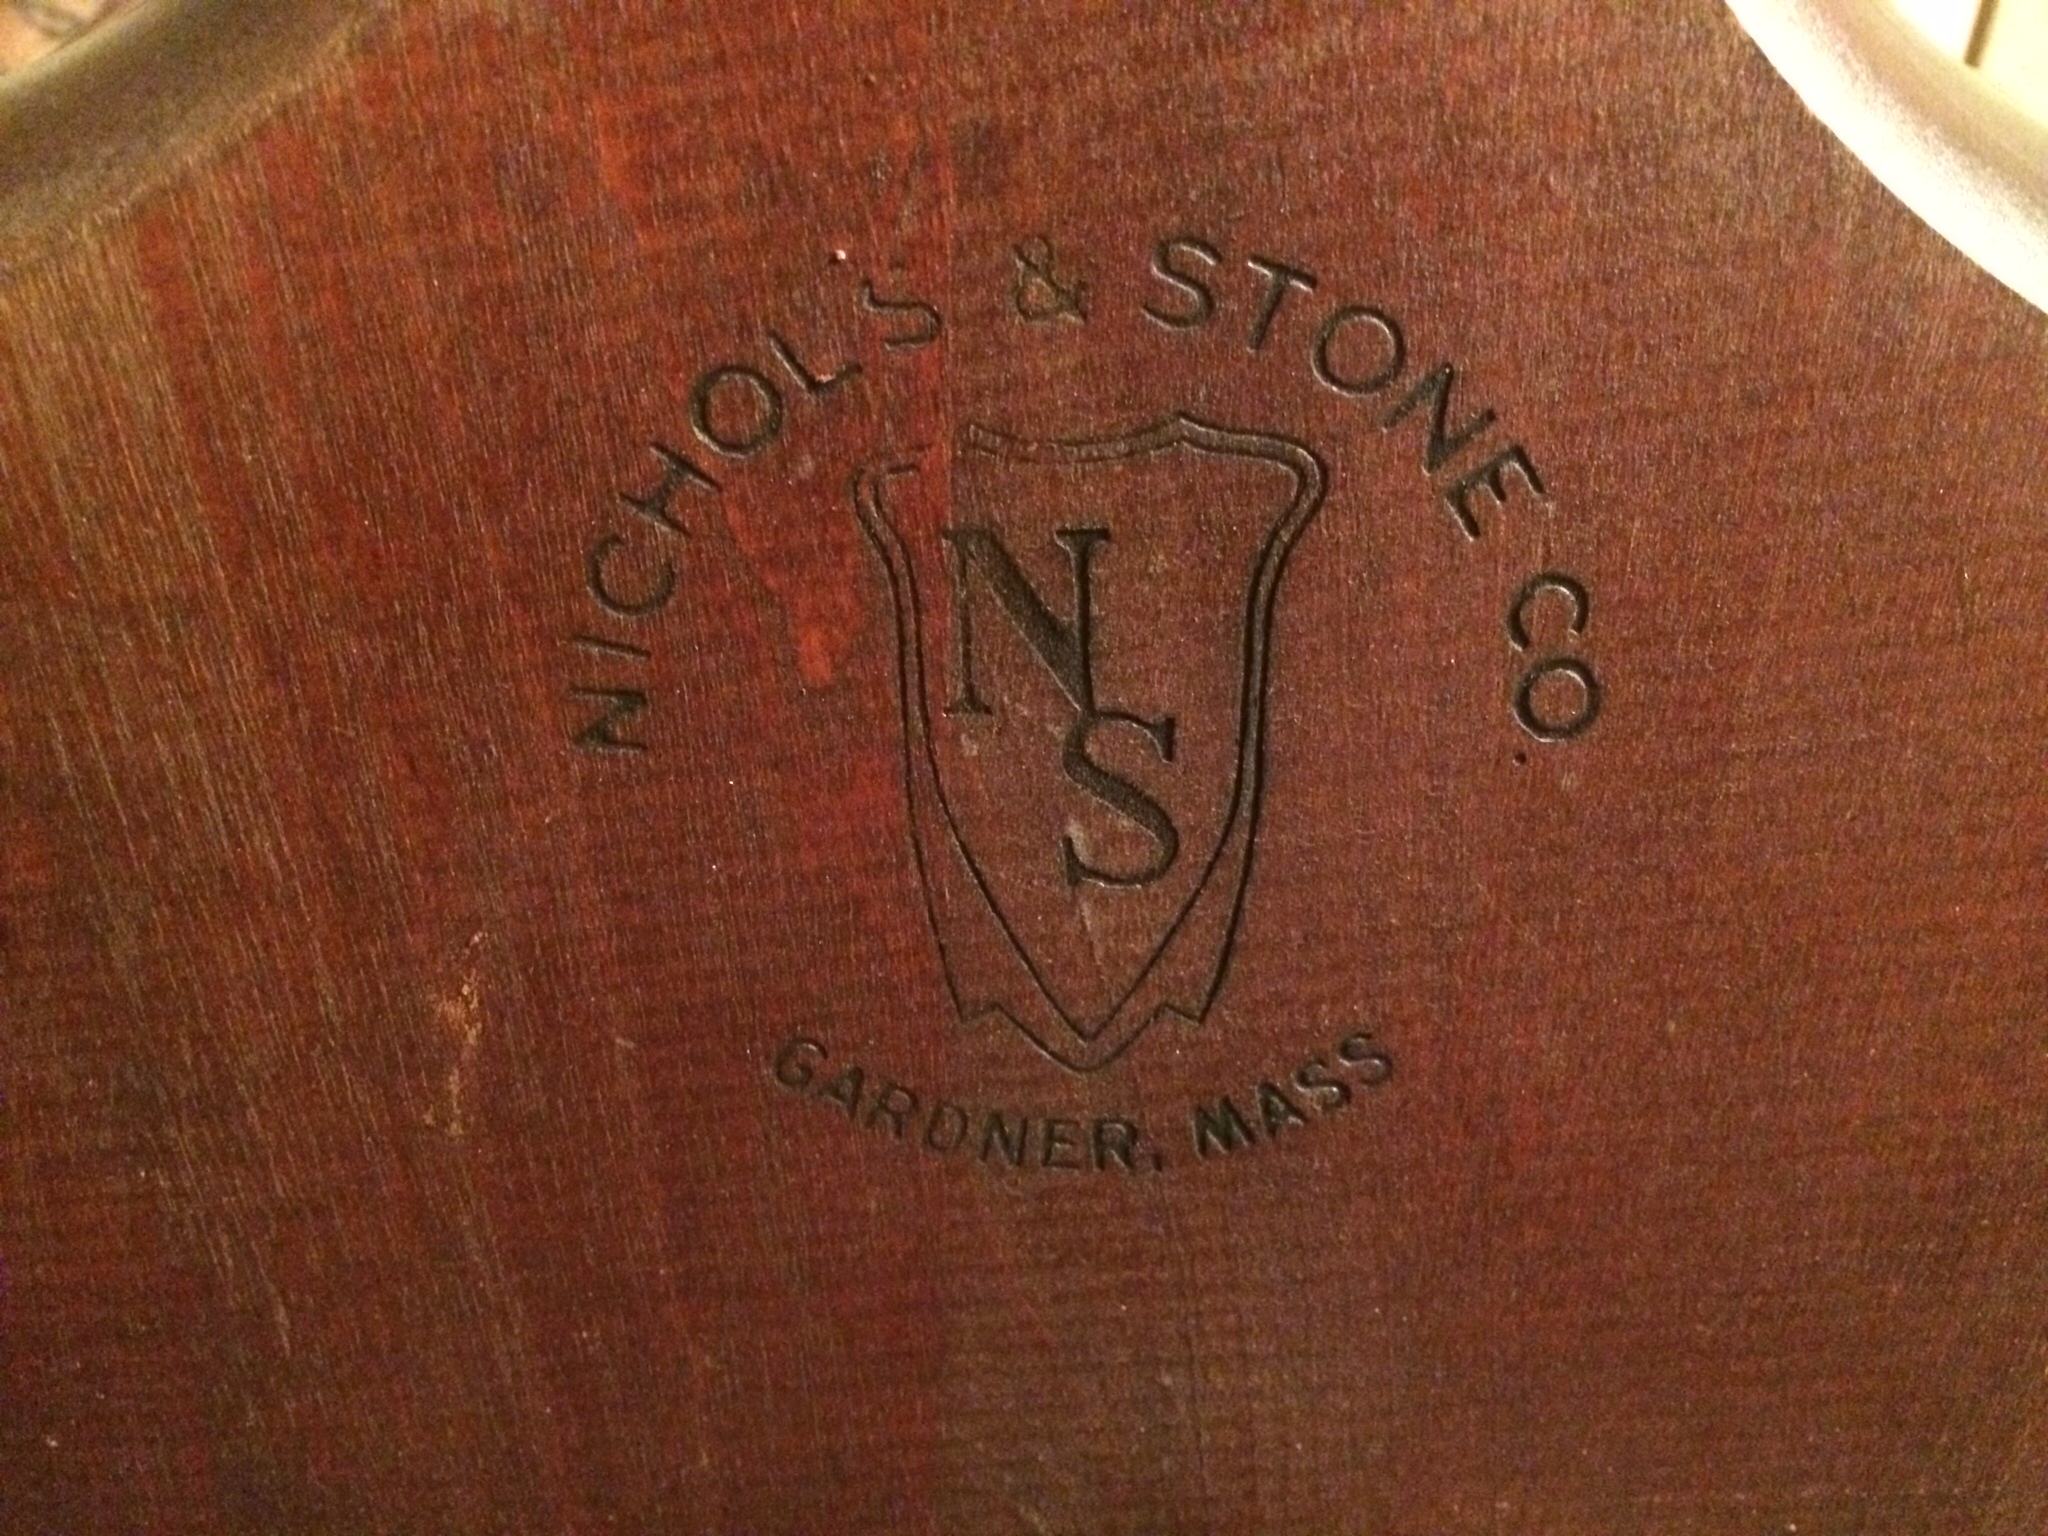 NICHOLS & STONE CO.
NS
GARDNER, MASS